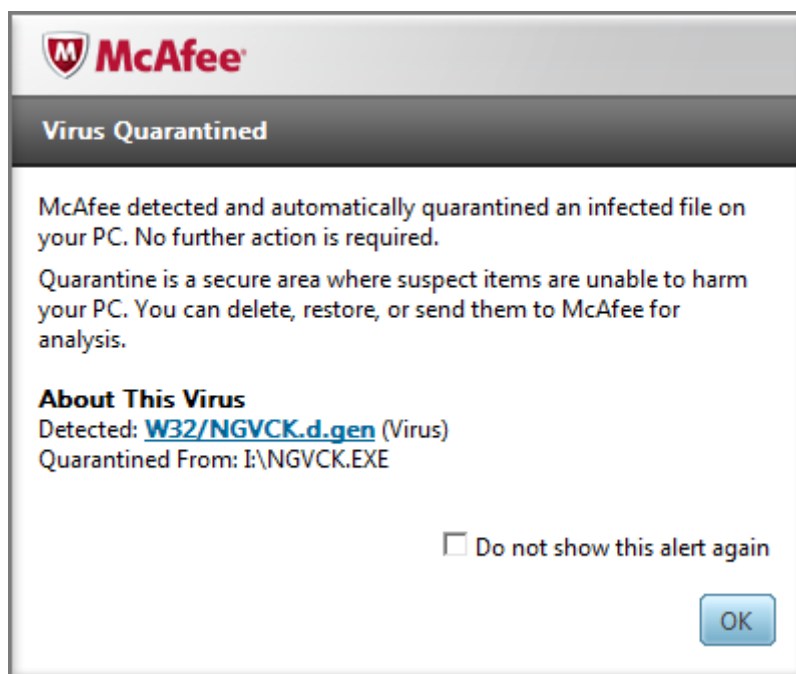 McAfee
Virus Quarantined
McAfee detected and automatically quarantined an infected file on
your PC. No further action is required.
Quarantine is a secure area where suspect items are unable to harm
your PC. You can delete, restore, or send them to McAfee for
analysis.
About This Virus
Detected: W32/NGVCK.d.gen (Virus)
Quarantined From: I:\NGVCK.EXE
Do not show this alert again
OK